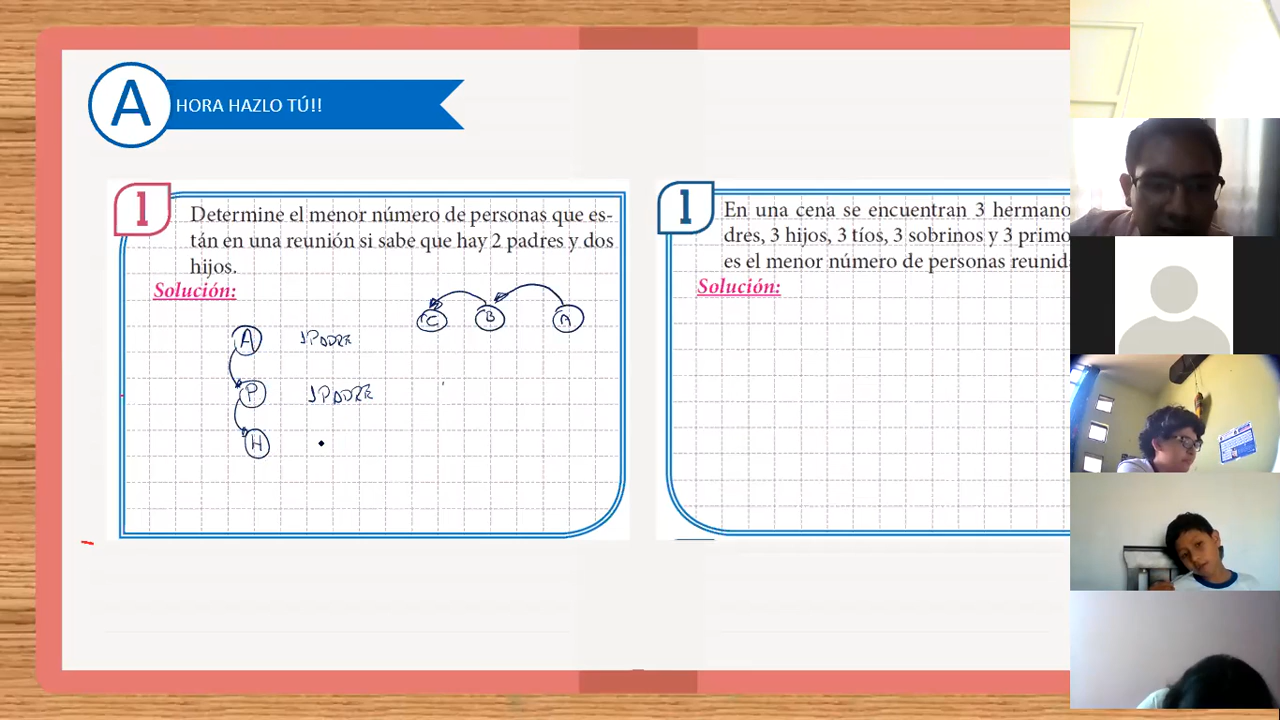 A HORA HAZLO TÚ!!
1
Determine el menor número de personas que es-
tán en una reunión si sabe que hay 2 padres y dos
hijos.
Solución:
C B A
A 1PADRE
P 1PADRE
H
1
En una cena se encuentran 3 hermano
dres, 3 hijos, 3 tíos, 3 sobrinos y 3 primo
es el menor número de personas reunid
Solución: